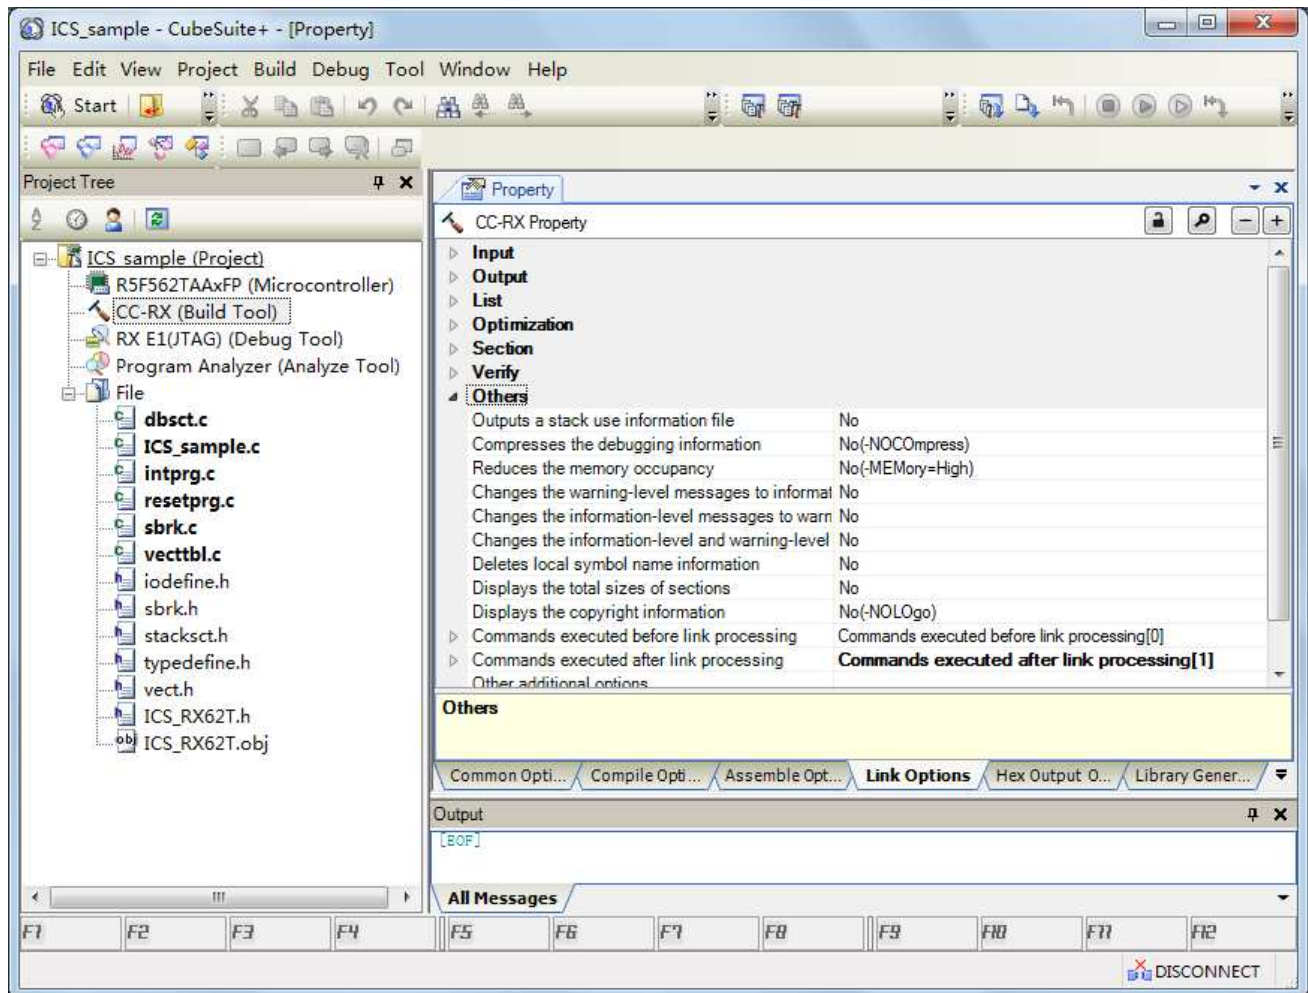 ICS_sample - CubeSuite+ - [Property]
File Edit View Project Build Debug Tool Window Help
Start
Project Tree
Property
CC-RX Property
ICS_sample (Project)
R5F562TAAxFP (Microcontroller)
CC-RX (Build Tool)
RX E1(JTAG) (Debug Tool)
Program Analyzer (Analyze Tool)
File
dbsct.c
ICS_sample.c
intprg.c
resetprg.c
sbrk.c
vecttbl.c
iodefine.h
sbrk.h
stacksct.h
typedefine.h
vect.h
ICS_RX62T.h
ICS_RX62T.obj
Input
Output
List
Optimization
Section
Verify
Others
Outputs a stack use information file No
Compresses the debugging information No(-NOCOmpress)
Reduces the memory occupancy No(-MEMory=High)
Changes the warning-level messages to informat No
Changes the information-level messages to warn No
Changes the information-level and warning-level No
Deletes local symbol name information No
Displays the total sizes of sections No
Displays the copyright information No(-NOLOgo)
Commands executed before link processing Commands executed before link processing[0]
Commands executed after link processing Commands executed after link processing[1]
Other additional options
Others
Common Opti... Compile Opti... Assemble Opt... Link Options Hex Output O... Library Gener...
Output
[EOF]
All Messages
F1 F2 F3 F4 F5 F6 F7 F8 F9 F10 F11 F12
DISCONNECT